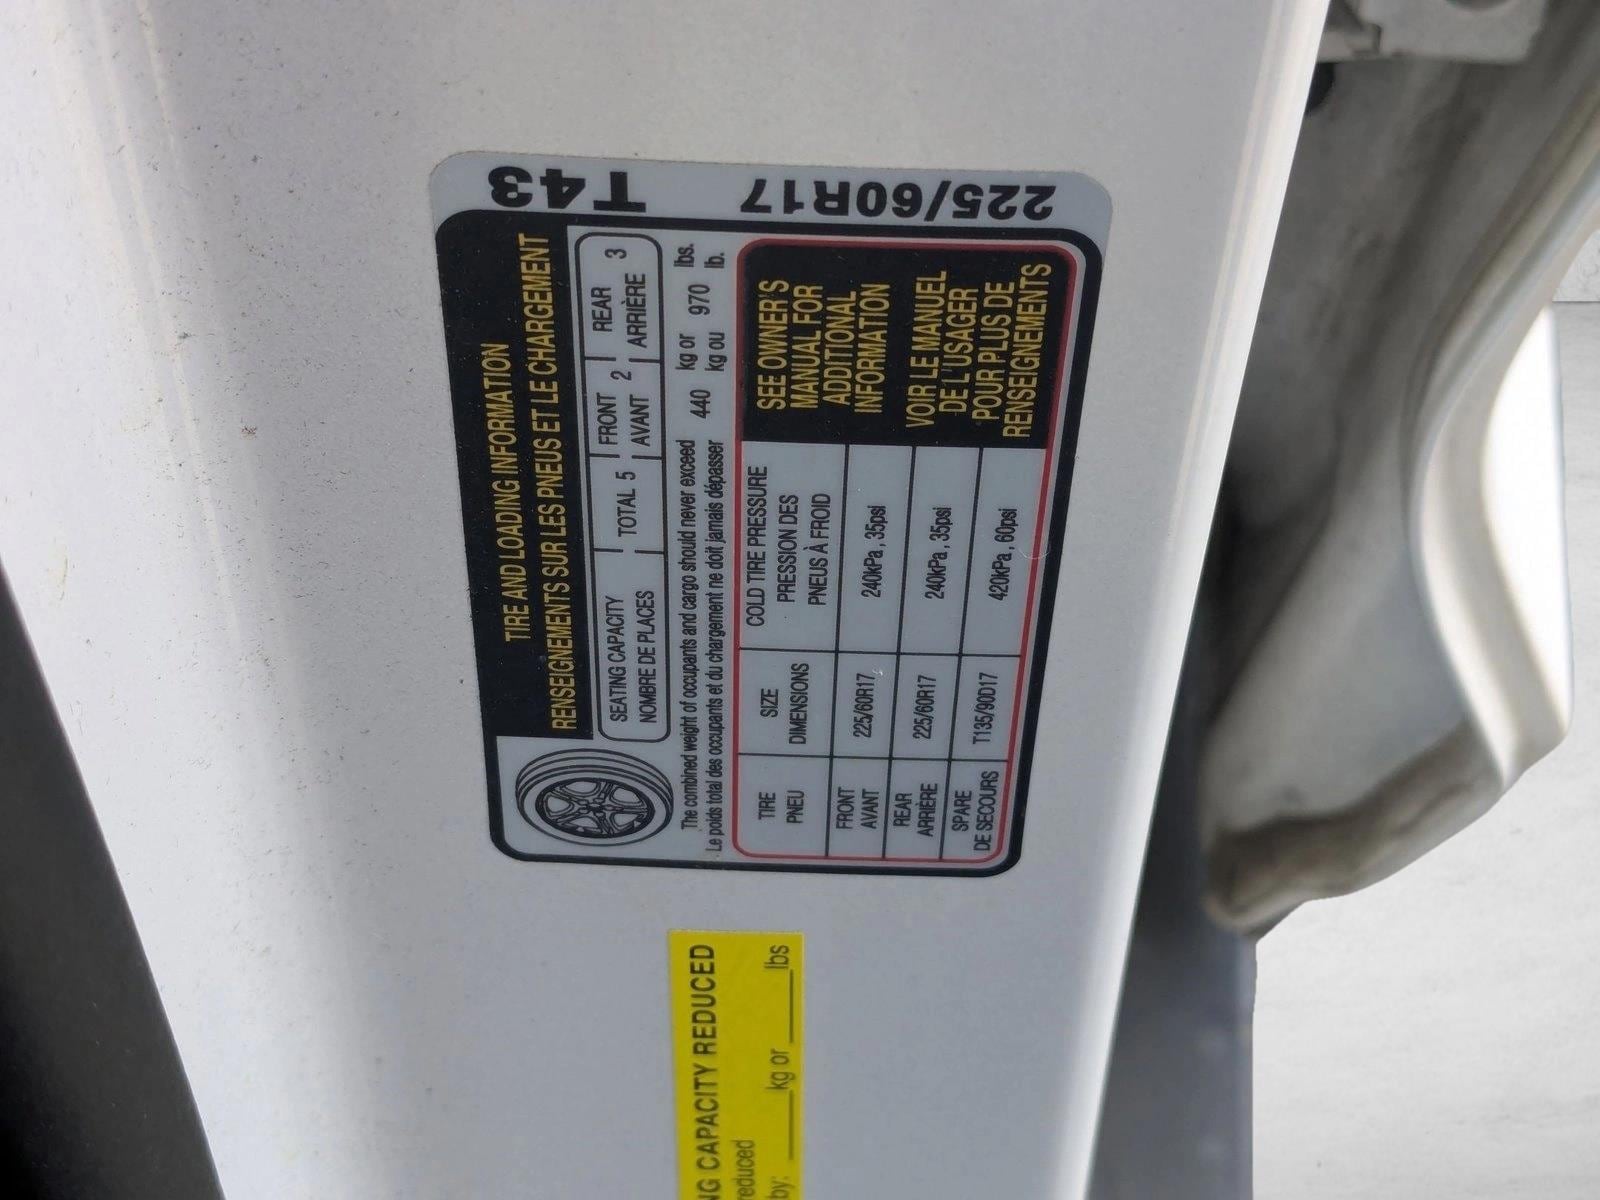 T43
225/60R17
TIRE AND LOADING INFORMATION
RENSEIGNEMENTS SUR LES PNEUS ET LE CHARGEMENT
SEATING CAPACITY TOTAL 5 FRONT 2 REAR 3
NOMBRE DE PLACES AVANT ARRIÈRE
The combined weight of occupants and cargo should never exceed 440 kg or 970 lbs.
Le poids total des occupants et du chargement ne doit jamais dépasser kg ou lb.
TIRE SIZE COLD TIRE PRESSURE
PNEU DIMENSIONS PRESSION DES
PNEUS À FROID
FRONT
AVANT 225/60R17 240kPa, 35psi
REAR
ARRIÈRE 225/60R17 240kPa, 35psi
SPARE
DE SECOURS T135/90D17 420kPa, 60psi
SEE OWNER'S
MANUAL FOR
ADDITIONAL
INFORMATION
VOIR LE MANUEL
DE L'USAGER
POUR PLUS DE
RENSEIGNEMENTS
NG CAPACITY REDUCED
reduced
by: ____kg or ____lbs